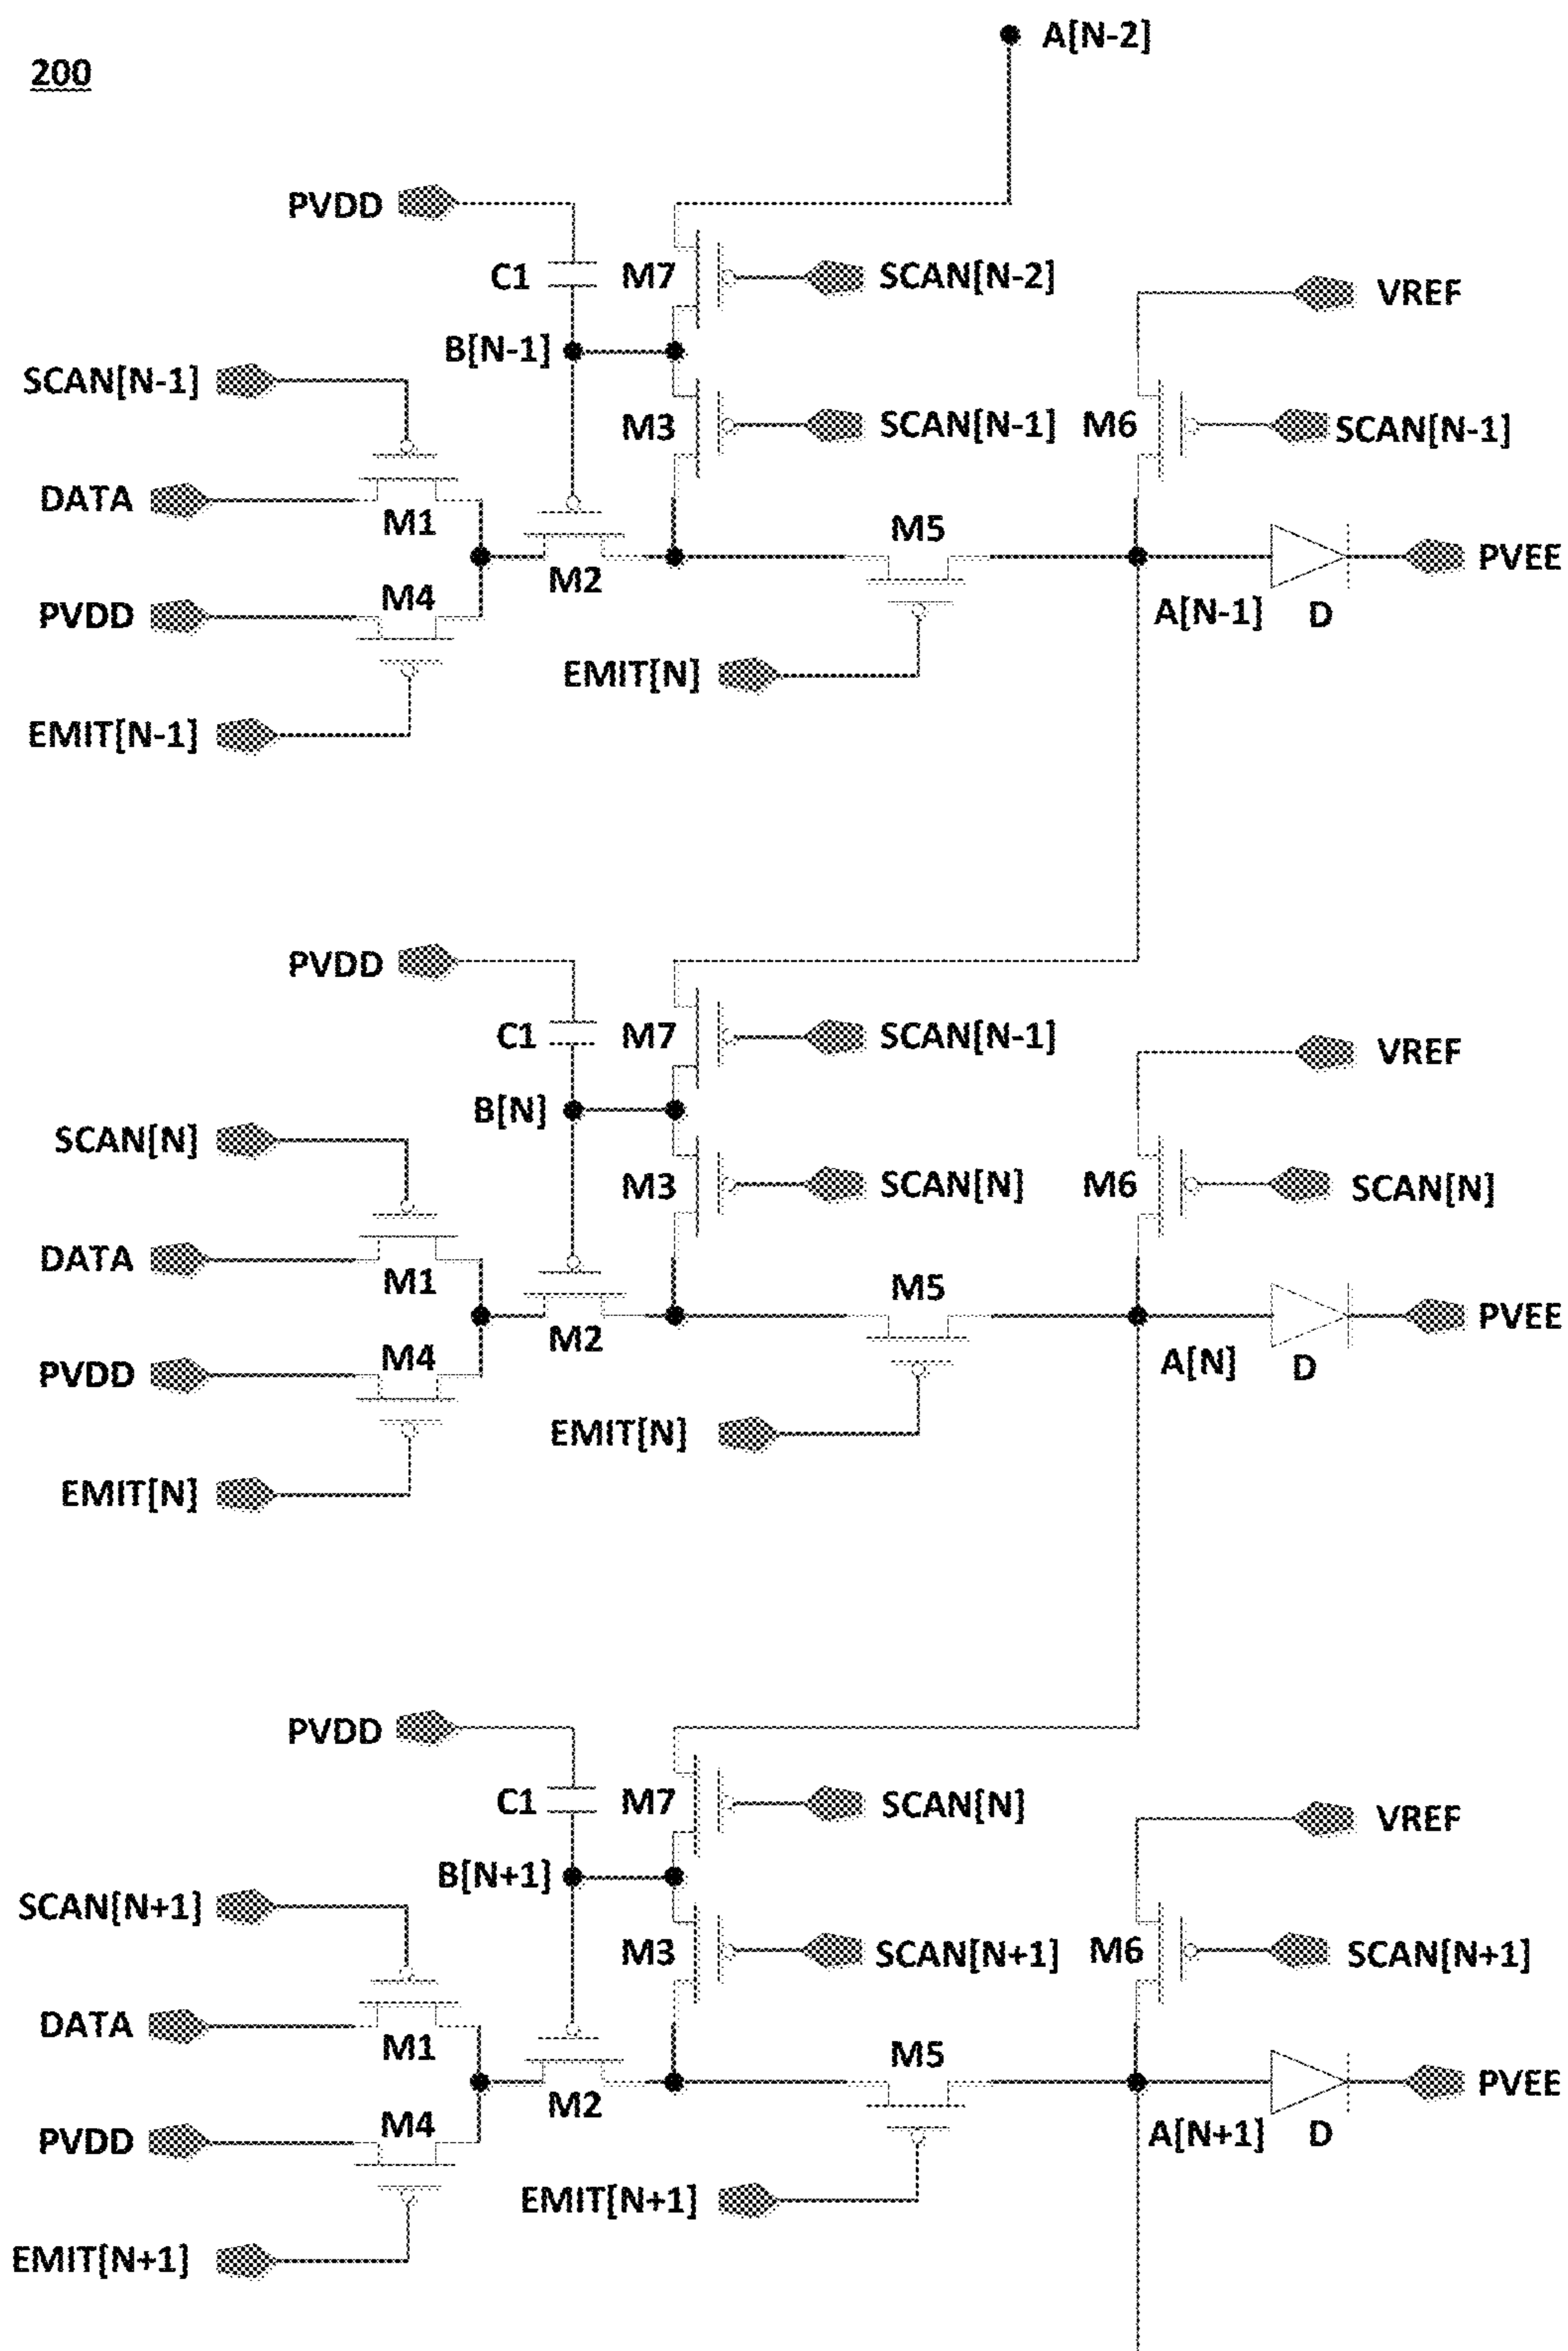 200
A[N-2]
PVDD
C1
M7
SCAN[N-2]
VREF
B[N-1]
SCAN[N-1]
M3
SCAN[N-1]
M6
SCAN[N-1]
DATA
M1
M5
M2
PVEE
PVDD
M4
A[N-1]
D
EMIT[N]
EMIT[N-1]
PVDD
C1
M7
SCAN[N-1]
VREF
B[N]
SCAN[N]
M3
SCAN[N]
M6
SCAN[N]
DATA
M1
M5
M2
PVEE
PVDD
M4
A[N]
D
EMIT[N]
EMIT[N]
PVDD
C1
M7
SCAN[N]
VREF
B[N+1]
SCAN[N+1]
M3
SCAN[N+1]
M6
SCAN[N+1]
DATA
M1
M5
M2
PVEE
PVDD
M4
A[N+1]
D
EMIT[N+1]
EMIT[N+1]